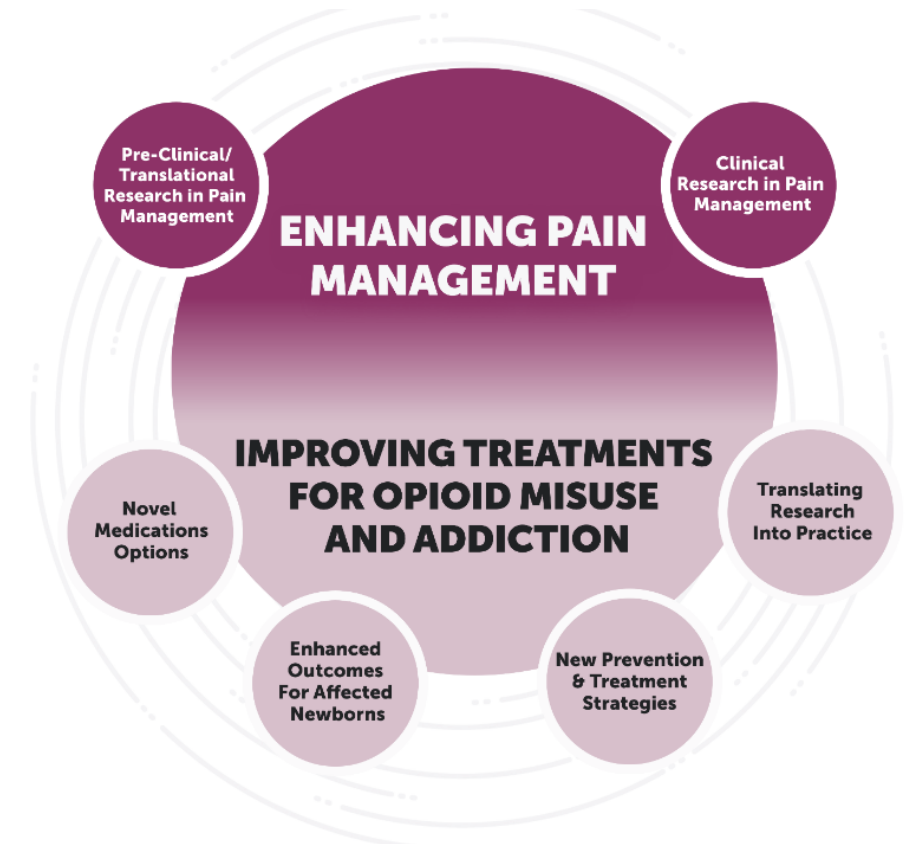 Pre-Clinical/
Translational
Research in Pain
Management
Clinical
Research in Pain
Management
ENHANCING PAIN
MANAGEMENT
IMPROVING TREATMENTS
FOR OPIOID MISUSE
AND ADDICTION
Novel
Medications
Options
Translating
Research
Into Practice
Enhanced
Outcomes
For Affected
Newborns
New Prevention
& Treatment
Strategies